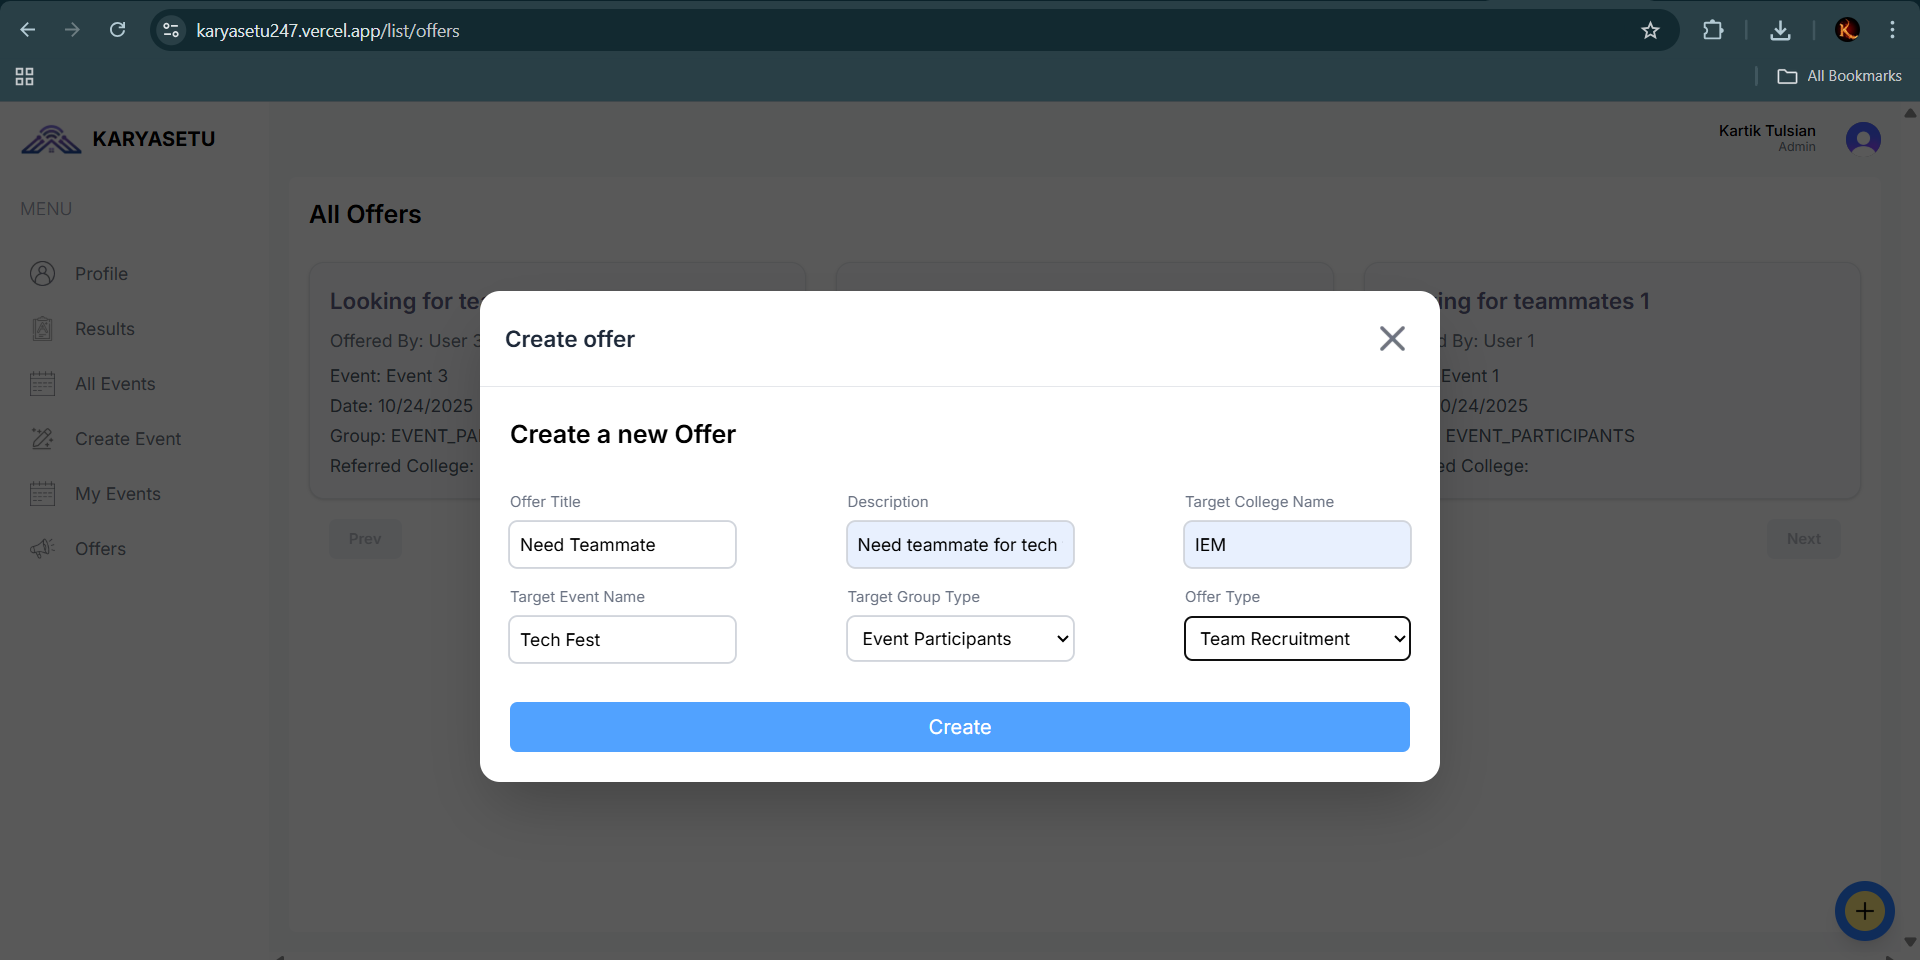 karyasetu247.vercel.app/list/offers
All Bookmarks
KARYASETU
Kartik Tulsian
Admin
MENU
Profile
Results
All Events
Create Event
My Events
Offers
All Offers
Looking for te
Offered By: User 3
Event: Event 3
Date: 10/24/2025
Group: EVENT_PA
Referred College:
ing for teammates 1
d By: User 1
Event 1
0/24/2025
EVENT_PARTICIPANTS
ed College:
Prev
Next
Create offer
Create a new Offer
Offer Title
Description
Target College Name
Need Teammate
Need teammate for tech
IEM
Target Event Name
Target Group Type
Offer Type
Tech Fest
Event Participants
Team Recruitment
Create